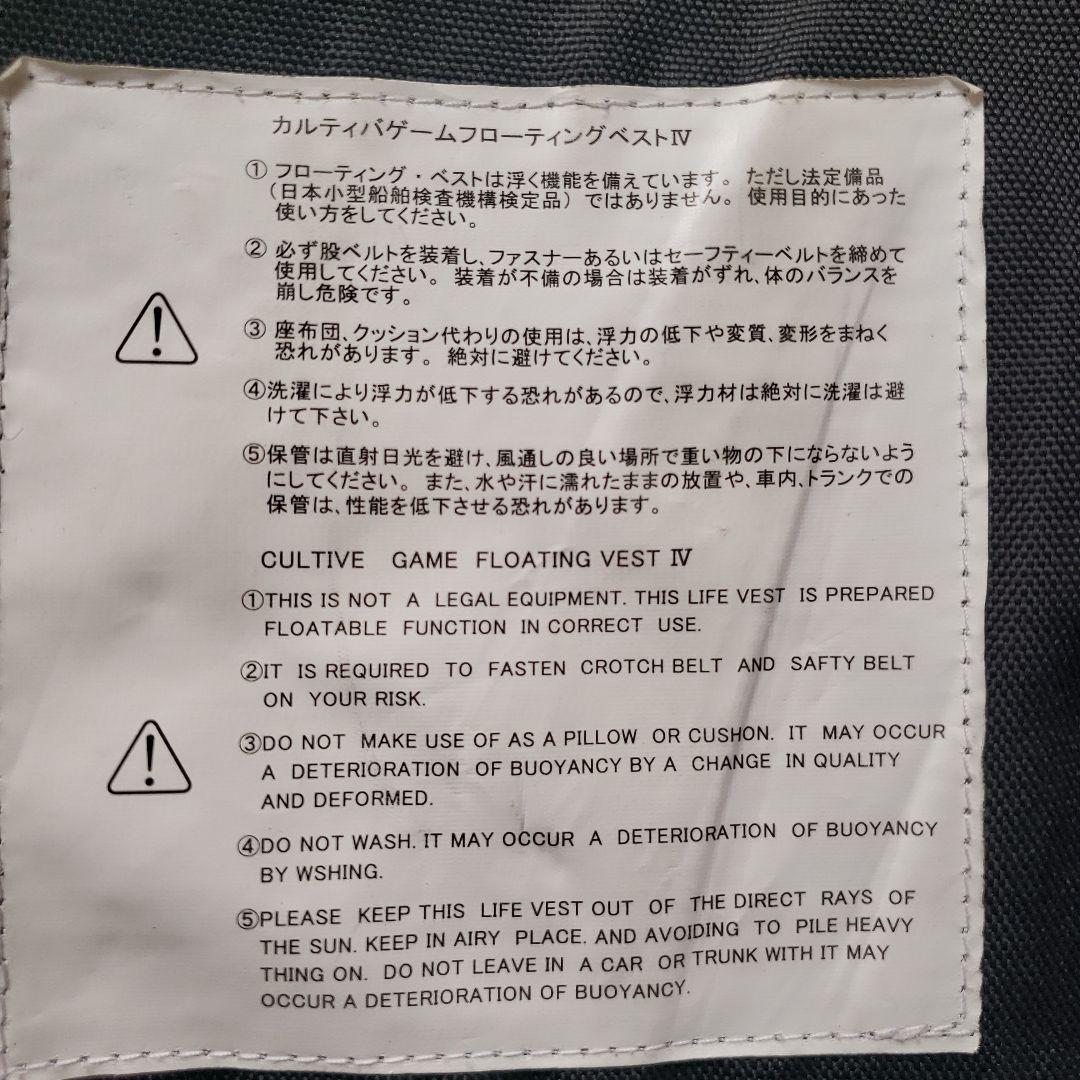 カルティバゲームフローティングベストⅣ
① フローティング・ベストは浮く機能を備えています。 ただし法定備品
(日本小型船舶検査機構検定品) ではありません。 使用目的にあった
使い方をしてください。
② 必ず股ベルトを装着し、ファスナーあるいはセーフティーベルトを締めて
使用してください。 装着が不備の場合は装着がずれ、体のバランスを
崩し危険です。
③ 座布団、クッション代わりの使用は、浮力の低下や変質、変形をまねく
恐れがあります。 絶対に避けてください。
④洗濯により浮力が低下する恐れがあるので、浮力材は絶対に洗濯は避
けて下さい。
⑤保管は直射日光を避け、風通しの良い場所で重い物の下にならないよう
にしてください。 また、水や汗に濡れたままの放置や、車内、トランクでの
保管は、性能を低下させる恐れがあります。
CULTIVE GAME FLOATING VEST Ⅳ
①THIS IS NOT A LEGAL EQUIPMENT. THIS LIFE VEST IS PREPARED
FLOATABLE FUNCTION IN CORRECT USE.
②IT IS REQUIRED TO FASTEN CROTCH BELT AND SAFTY BELT
ON YOUR RISK.
③DO NOT MAKE USE OF AS A PILLOW OR CUSHON. IT MAY OCCUR
A DETERIORATION OF BUOYANCY BY A CHANGE IN QUALITY
AND DEFORMED.
④DO NOT WASH. IT MAY OCCUR A DETERIORATION OF BUOYANCY
BY WSHING.
⑤PLEASE KEEP THIS LIFE VEST OUT OF THE DIRECT RAYS OF
THE SUN. KEEP IN AIRY PLACE. AND AVOIDING TO PILE HEAVY
THING ON. DO NOT LEAVE IN A CAR OR TRUNK WITH IT MAY
OCCUR A DETERIORATION OF BUOYANCY.